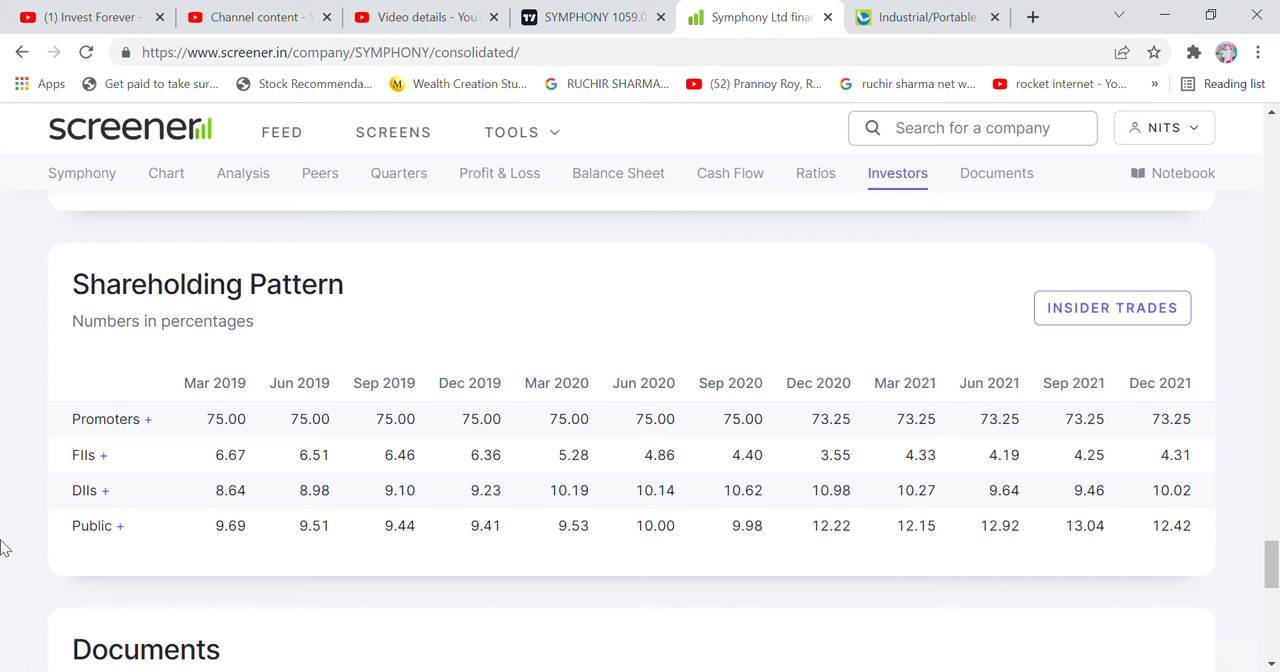 (1) Invest Forever - Channel content - Y Video details - YouT SYMPHONY 1059.0 Symphony Ltd finan Industrial/Portable
https://www.screener.in/company/SYMPHONY/consolidated/
Apps Get paid to take sur... Stock Recommenda... Wealth Creation Stu... RUCHIR SHARMA... (52) Prannoy Roy, R... ruchir sharma net w... rocket internet - Yo... » Reading list
screener FEED SCREENS TOOLS Search for a company NITS
Symphony Chart Analysis Peers Quarters Profit & Loss Balance Sheet Cash Flow Ratios Investors Documents Notebook
Shareholding Pattern
Numbers in percentages
INSIDER TRADES
Mar 2019 Jun 2019 Sep 2019 Dec 2019 Mar 2020 Jun 2020 Sep 2020 Dec 2020 Mar 2021 Jun 2021 Sep 2021 Dec 2021
Promoters + 75.00 75.00 75.00 75.00 75.00 75.00 75.00 73.25 73.25 73.25 73.25 73.25
FIIs + 6.67 6.51 6.46 6.36 5.28 4.86 4.40 3.55 4.33 4.19 4.25 4.31
DIIs + 8.64 8.98 9.10 9.23 10.19 10.14 10.62 10.98 10.27 9.64 9.46 10.02
Public + 9.69 9.51 9.44 9.41 9.53 10.00 9.98 12.22 12.15 12.92 13.04 12.42
Documents